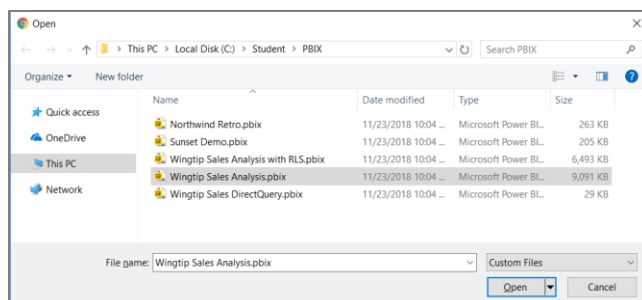 Open
This PC > Local Disk (C:) > Student > PBIX
Search PBIX
Organize
New folder
Name Date modified Type Size
Quick access
OneDrive
This PC
Network
Northwind Retro.pbix 11/23/2018 10:04 ... Microsoft Power BI... 263 KB
Sunset Demo.pbix 11/23/2018 10:04 ... Microsoft Power BI... 205 KB
Wingtip Sales Analysis with RLS.pbix 11/23/2018 10:04 ... Microsoft Power BI... 6,493 KB
Wingtip Sales Analysis.pbix 11/23/2018 10:04 ... Microsoft Power BI... 9,091 KB
Wingtip Sales DirectQuery.pbix 11/23/2018 10:04 ... Microsoft Power BI... 29 KB
File name: Wingtip Sales Analysis.pbix Custom Files
Open Cancel